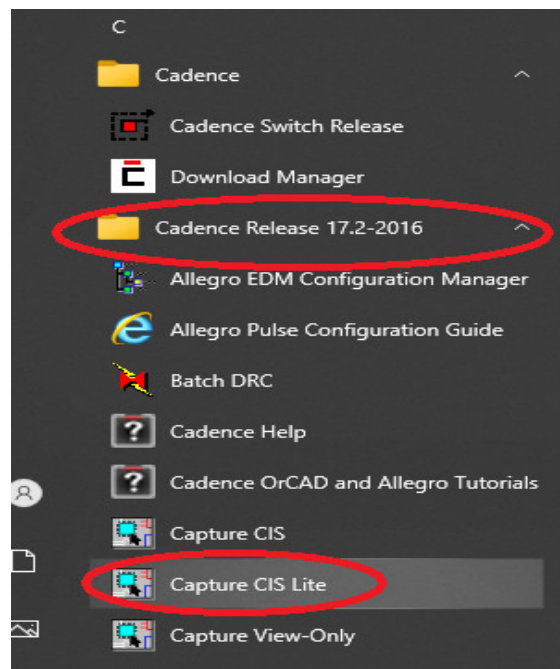 C
Cadence
Cadence Switch Release
Download Manager
Cadence Release 17.2-2016
Allegro EDM Configuration Manager
Allegro Pulse Configuration Guide
Batch DRC
Cadence Help
Cadence OrCAD and Allegro Tutorials
Capture CIS
Capture CIS Lite
Capture View-Only